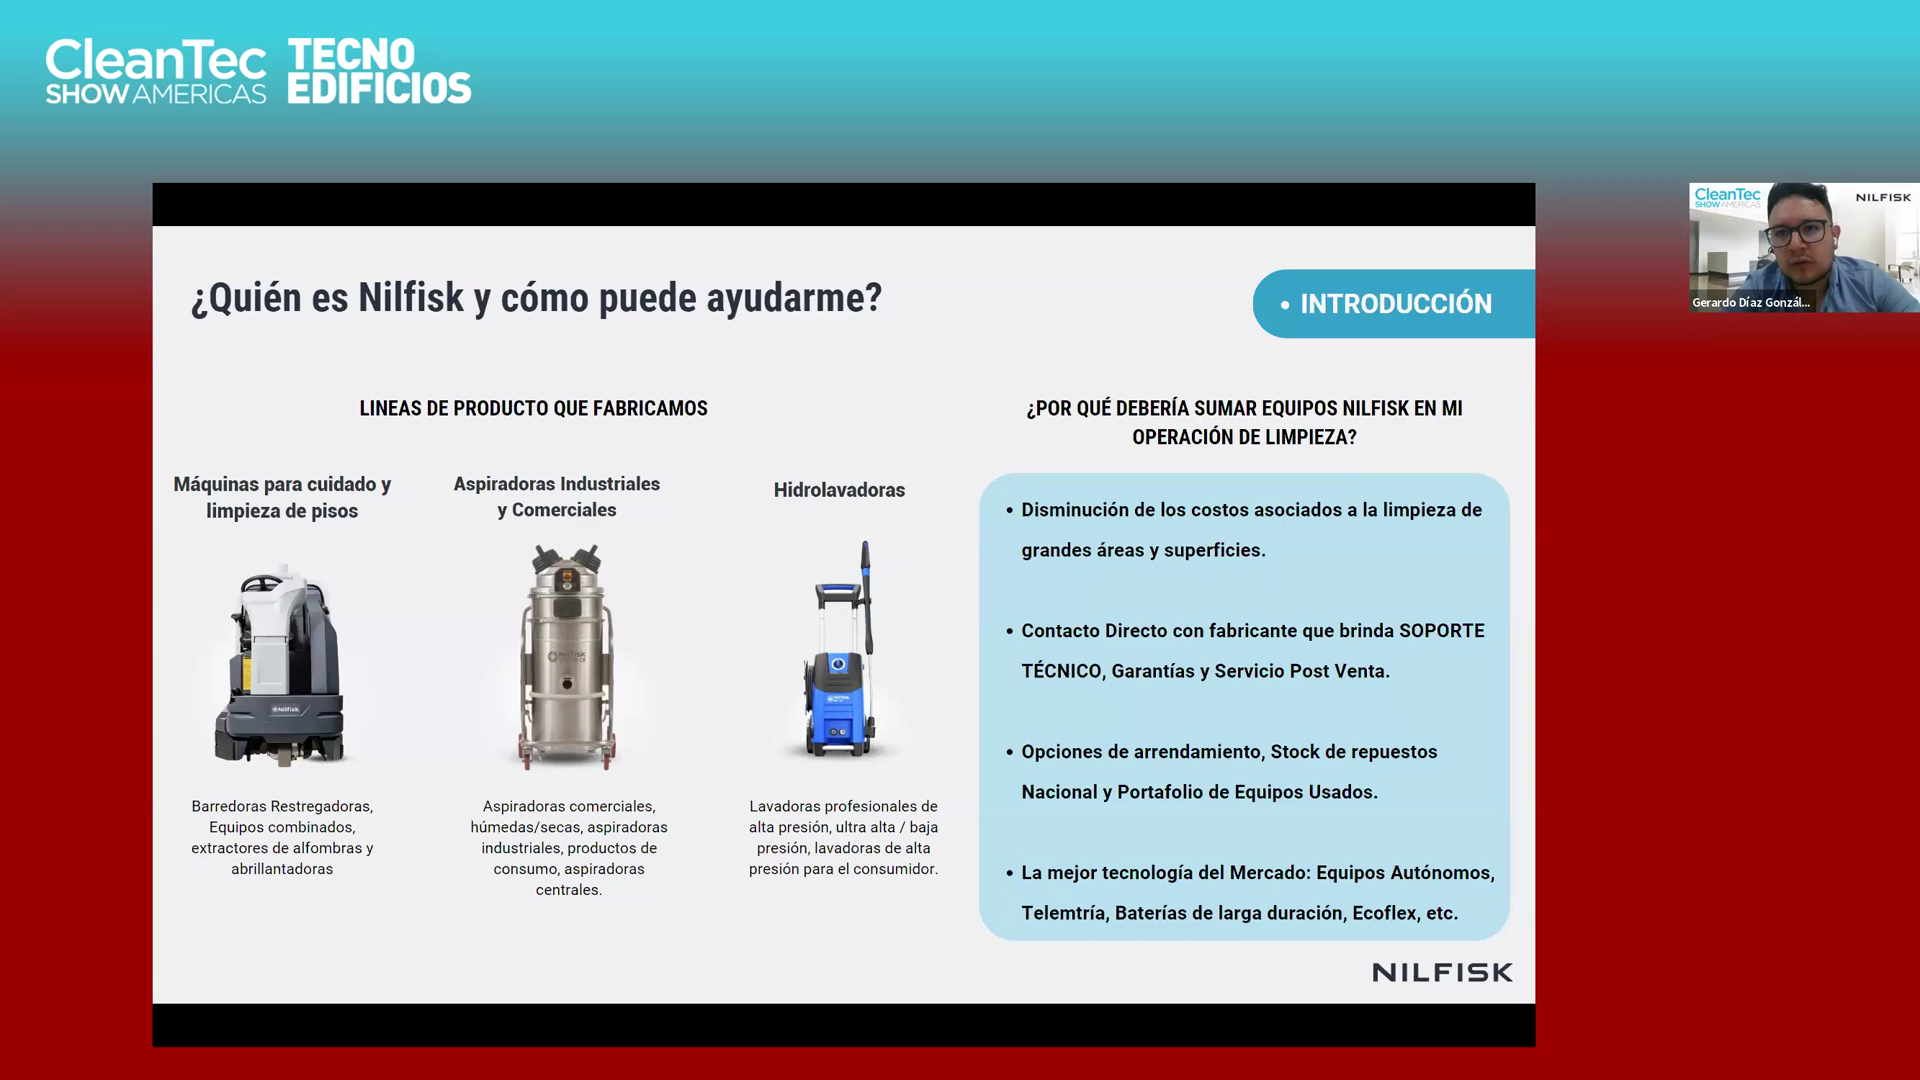 CleanTec
SHOW AMERICAS
TECNO
EDIFICIOS
CleanTec
SHOW AMERICAS
NILFISK
Gerardo Díaz Gonzál...
¿Quién es Nilfisk y cómo puede ayudarme?
• INTRODUCCIÓN
LINEAS DE PRODUCTO QUE FABRICAMOS
Máquinas para cuidado y
limpieza de pisos
Nilfisk
Barredoras Restregadoras,
Equipos combinados,
extractores de alfombras y
abrillantadoras
Aspiradoras Industriales
y Comerciales
Nilfisk
Aspiradoras comerciales,
húmedas/secas, aspiradoras
industriales, productos de
consumo, aspiradoras
centrales.
Hidrolavadoras
Lavadoras profesionales de
alta presión, ultra alta / baja
presión, lavadoras de alta
presión para el consumidor.
¿POR QUÉ DEBERÍA SUMAR EQUIPOS NILFISK EN MI
OPERACIÓN DE LIMPIEZA?
• Disminución de los costos asociados a la limpieza de
grandes áreas y superficies.
• Contacto Directo con fabricante que brinda SOPORTE
TÉCNICO, Garantías y Servicio Post Venta.
• Opciones de arrendamiento, Stock de repuestos
Nacional y Portafolio de Equipos Usados.
• La mejor tecnología del Mercado: Equipos Autónomos,
Telemtría, Baterías de larga duración, Ecoflex, etc.
NILFISK